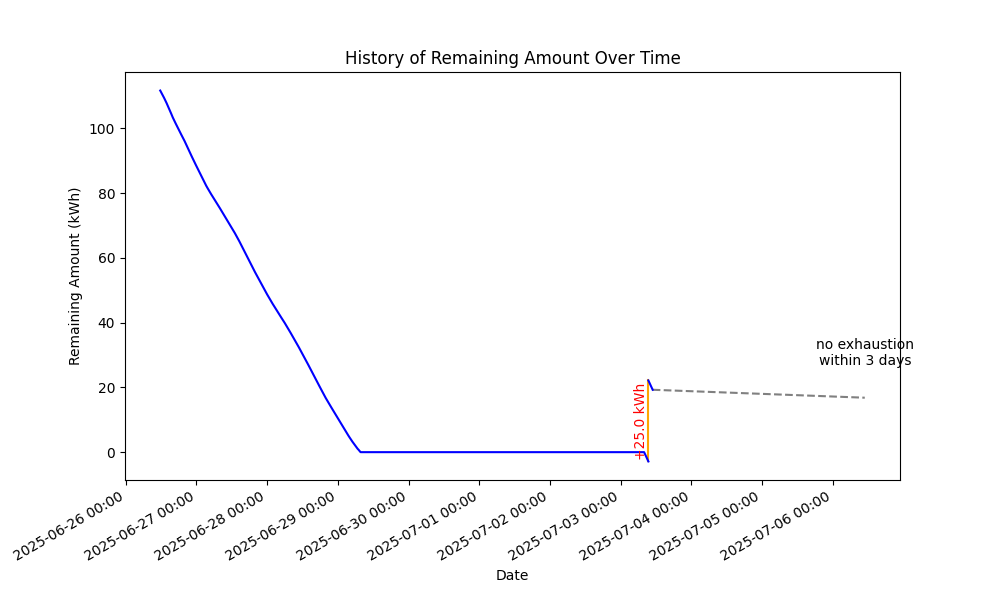 History of Remaining Amount Over Time
Remaining Amount (kWh)
100
80
60
40
20
0
+25.0 kWh
no exhaustion
within 3 days
2025-06-26 00:00
2025-06-27 00:00
2025-06-28 00:00
2025-06-29 00:00
2025-06-30 00:00
2025-07-01 00:00
2025-07-02 00:00
2025-07-03 00:00
2025-07-04 00:00
2025-07-05 00:00
2025-07-06 00:00
Date